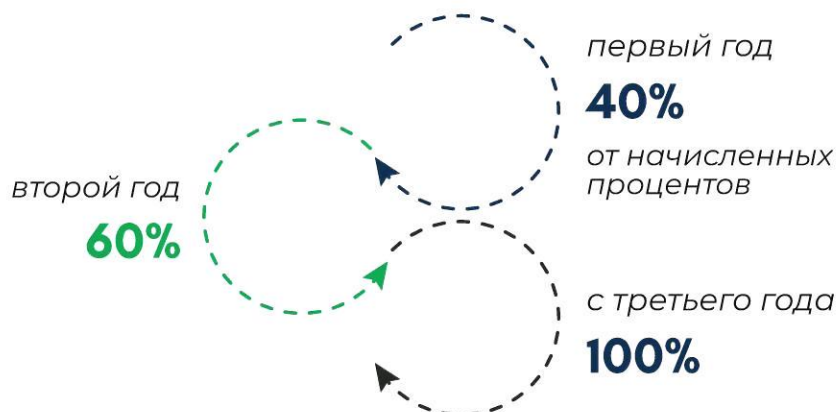 первый год
40%
от начисленных
процентов
второй год
60%
с третьего года
100%